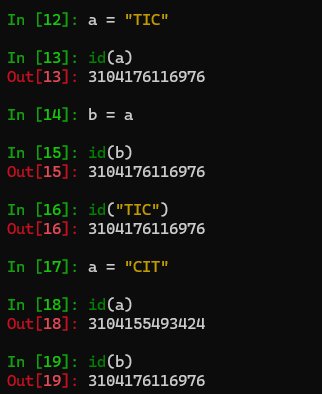 In [12]: a = "TIC"
In [13]: id(a)
Out[13]: 3104176116976
In [14]: b = a
In [15]: id(b)
Out[15]: 3104176116976
In [16]: id("TIC")
Out[16]: 3104176116976
In [17]: a = "CIT"
In [18]: id(a)
Out[18]: 3104155493424
In [19]: id(b)
Out[19]: 3104176116976